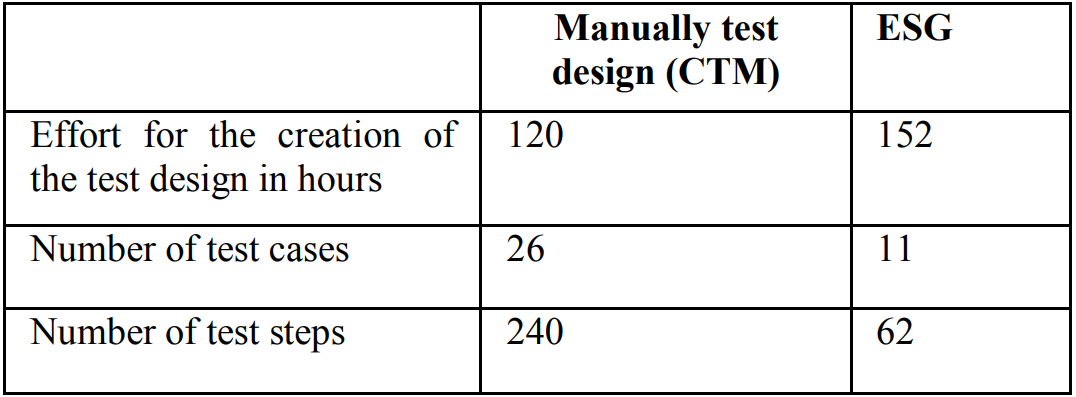 Manually test ESG
design (CTM)
Effort for the creation of 120 152
the test design in hours
Number of test cases 26 11
Number of test steps 240 62